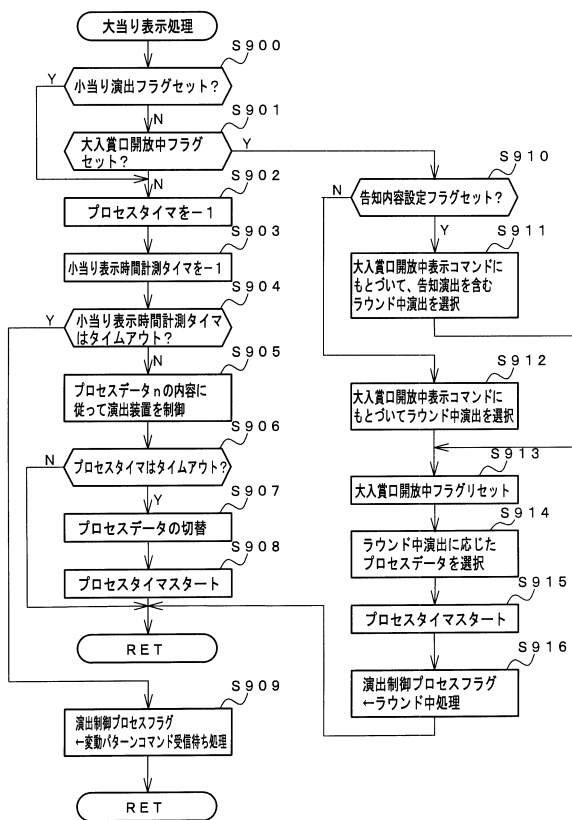 大当り表示処理
S900
Y
小当り演出フラグセット?
N
S901
大入賞口開放中フラグ
セット?
Y
N
S902
プロセスタイマを−1
S903
小当り表示時間計測タイマを−1
S904
Y
小当り表示時間計測タイマ
はタイムアウト?
N
S905
プロセスデータnの内容に
従って演出装置を制御
S906
N
プロセスタイマはタイムアウト?
Y
S907
プロセスデータの切替
S908
プロセスタイマスタート
RET
S909
演出制御プロセスフラグ
←変動パターンコマンド受信待ち処理
RET
S910
N
告知内容設定フラグセット?
Y
S911
大入賞口開放中表示コマンドに
もとづいて、告知演出を含む
ラウンド中演出を選択
S912
大入賞口開放中表示コマンドに
もとづいてラウンド中演出を選択
S913
大入賞口開放中フラグリセット
S914
ラウンド中演出に応じた
プロセスデータを選択
S915
プロセスタイマスタート
S916
演出制御プロセスフラグ
←ラウンド中処理